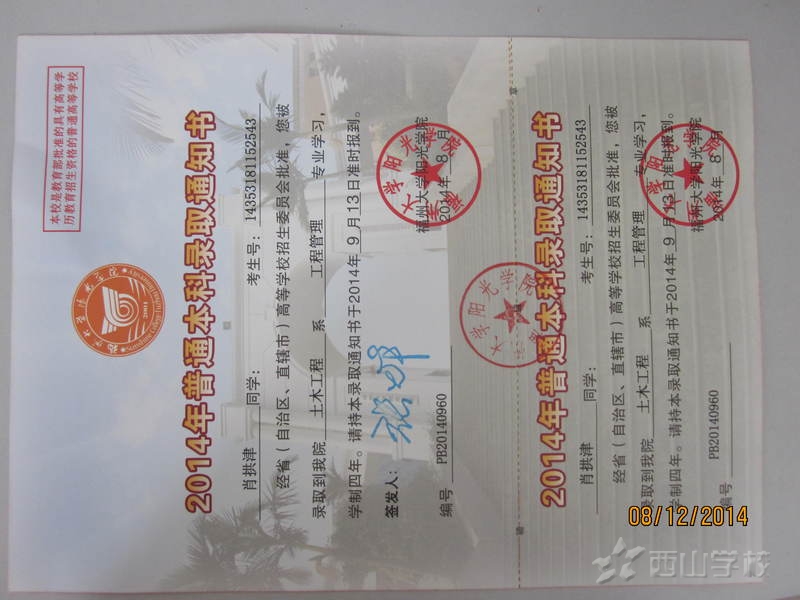 本校是教育部批准的具有高等学
历教育招生资格的普通高等学校
2001
2014年普通本科录取通知书
肖拱津 同学: 考生号: 14353181152543
经省（自治区、直辖市）高等学校招生委员会批准，您被
录取到我院 土木工程 系 工程管理 专业学习，
学制四年。请持本录取通知书于2014年 9 月 13 日准时报到。
签发人:
福州大学阳光学院
编号 PB20140960
2014年 8 月
大学阳光学
2014年普通本科录取通知书
肖拱津 同学: 考生号: 14353181152543
经省（自治区、直辖市）高等学校招生委员会批准，您被
录取到我院 土木工程 系 工程管理 专业学习，
学制四年。请持本录取通知书于2014年 9 月 13 日准时报到。
福州大学阳光学院
编号 PB20140960
2014年 8 月
08/12/2014
西山学校